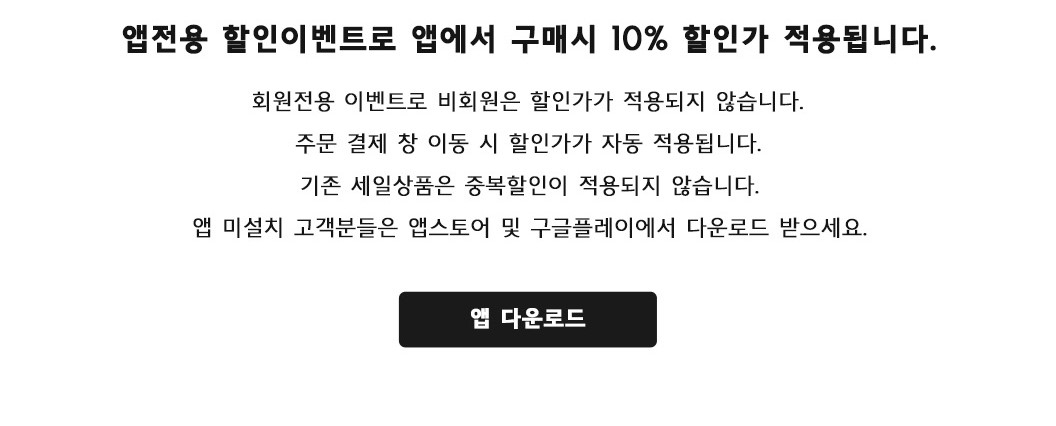 앱전용 할인이벤트로 앱에서 구매시 10% 할인가 적용됩니다.
회원전용 이벤트로 비회원은 할인가가 적용되지 않습니다.
주문 결제 창 이동 시 할인가가 자동 적용됩니다.
기존 세일상품은 중복할인이 적용되지 않습니다.
앱 미설치 고객분들은 앱스토어 및 구글플레이에서 다운로드 받으세요.
앱 다운로드